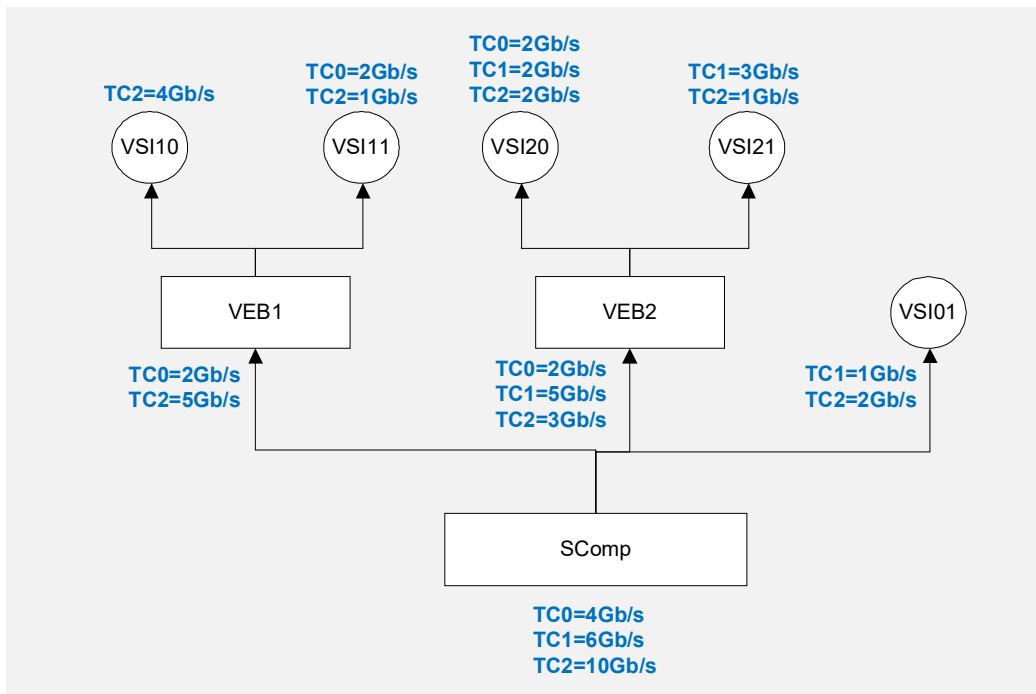 TC2=4Gb/s
TC0=2Gb/s
TC2=1Gb/s
TC0=2Gb/s
TC1=2Gb/s
TC2=2Gb/s
TC1=3Gb/s
TC2=1Gb/s
VSI10
VSI11
VSI20
VSI21
VEB1
VEB2
VSI01
TC0=2Gb/s
TC2=5Gb/s
TC0=2Gb/s
TC1=5Gb/s
TC2=3Gb/s
TC1=1Gb/s
TC2=2Gb/s
SComp
TC0=4Gb/s
TC1=6Gb/s
TC2=10Gb/s